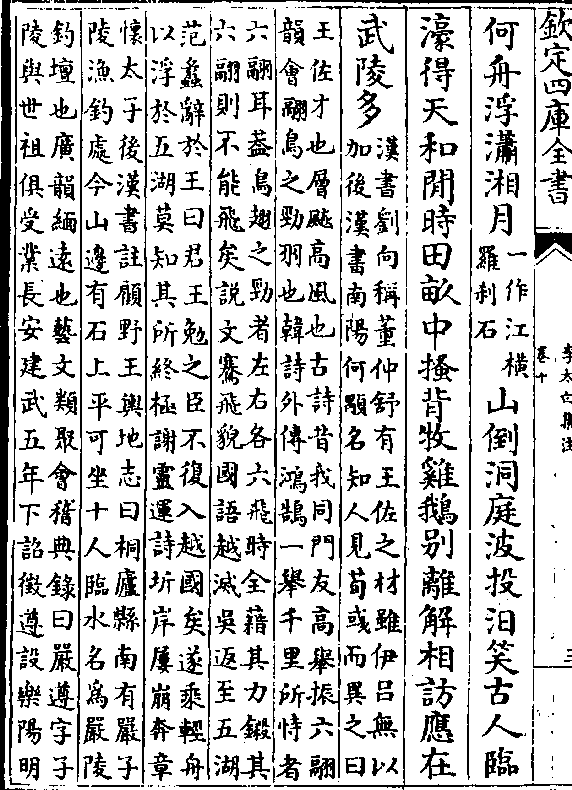 欽定四庫全書
李太白集注
卷十
三
何舟浮瀟湘月
一作江横
羅刹石
山倒洞庭波投汨笑古人臨
濠得天和閒時田畝中搔背牧雞鵝别離解相訪應在
武陵多
漢書劉向稱董仲舒有王佐之材雖伊吕無以
加後漢書南陽何顒名知人見荀彧而異之曰
王佐才也層飈高風也古詩昔我同門友高舉振六翮
韻會翮鳥之勁羽也韓詩外傳鴻鵠一舉千里所恃者
六翮耳葢鳥翅之勁者左右各六飛時全藉其力鍛其
六翮則不能飛矣説文騫飛貌國語越滅吳返至五湖
范蠡辭於王曰君王勉之臣不復入越國矣遂乘輕舟
以浮於五湖莫知其所終極謝靈運詩圻岸屢崩奔章
懷太子後漢書註顧野王輿地志曰桐廬縣南有嚴子
陵漁釣處今山邊有石上平可坐十人臨水名爲嚴陵
釣壇也廣韻緬遠也藝文類聚會稽典錄曰嚴遵字子
陵與世祖俱受業長安建武五年下詔徵遵設樂陽明